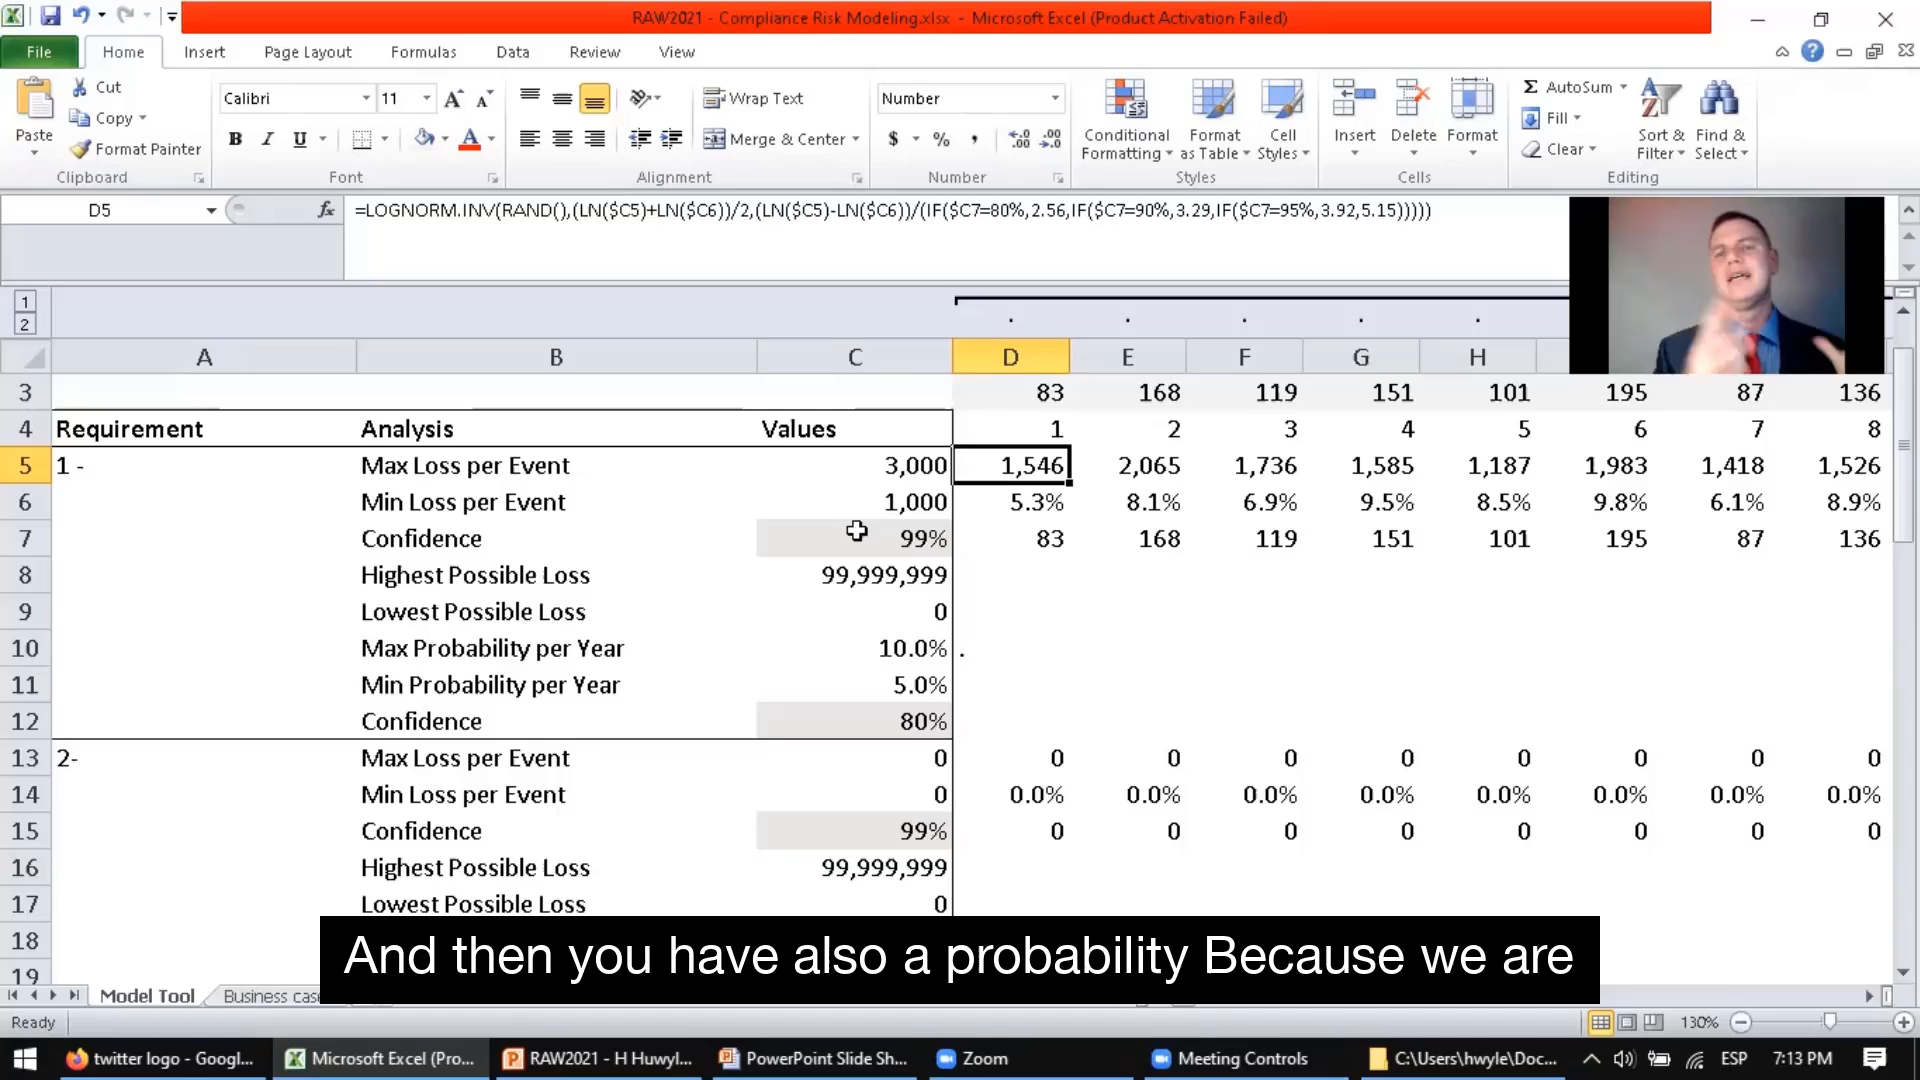 RAW2021 - Compliance Risk Modeling.xlsx - Microsoft Excel (Product Activation Failed)
File Home Insert Page Layout Formulas Data Review View
Paste Cut Copy Format Painter Clipboard
Calibri 11 B I U Font
Wrap Text Merge & Center Alignment
Number $ % , Number
Conditional Formatting Format as Table Cell Styles Styles
Insert Delete Format Cells
Σ AutoSum Fill Clear Sort & Filter Find & Select Editing
D5 fx =LOGNORM.INV(RAND(),(LN($C5)+LN($C6))/2,(LN($C5)-LN($C6))/(IF($C7=80%,2.56,IF($C7=90%,3.29,IF($C7=95%,3.92,5.15)))))
1
2
A B C D E F G H
3 83 168 119 151 101 195 87 136
4 Requirement Analysis Values 1 2 3 4 5 6 7 8
5 1 - Max Loss per Event 3,000 1,546 2,065 1,736 1,585 1,187 1,983 1,418 1,526
6 Min Loss per Event 1,000 5.3% 8.1% 6.9% 9.5% 8.5% 9.8% 6.1% 8.9%
7 Confidence 99% 83 168 119 151 101 195 87 136
8 Highest Possible Loss 99,999,999
9 Lowest Possible Loss 0
10 Max Probability per Year 10.0% .
11 Min Probability per Year 5.0%
12 Confidence 80%
13 2- Max Loss per Event 0 0 0 0 0 0 0 0 0
14 Min Loss per Event 0 0.0% 0.0% 0.0% 0.0% 0.0% 0.0% 0.0% 0.0%
15 Confidence 99% 0 0 0 0 0 0 0 0
16 Highest Possible Loss 99,999,999
17 Lowest Possible Loss 0
18
19
And then you have also a probability Because we are
Model Tool Business cas
Ready 130%
twitter logo - Googl... Microsoft Excel (Pro... RAW2021 - H Huwyl... PowerPoint Slide Sh... Zoom Meeting Controls C:\Users\hwyle\Doc... ESP 7:13 PM